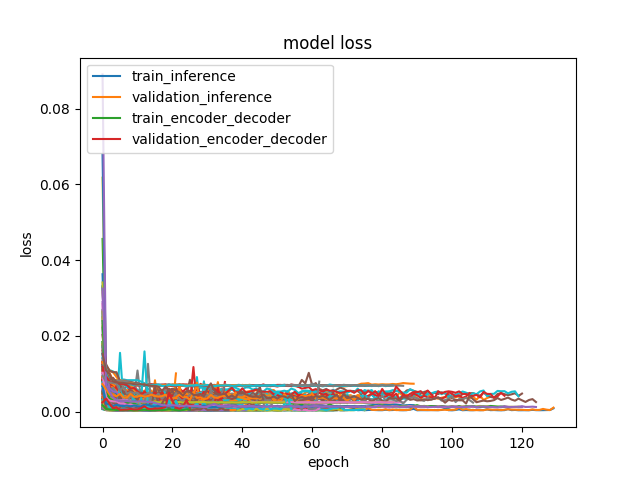 model loss
train_inference
validation_inference
train_encoder_decoder
validation_encoder_decoder
loss
0.08
0.06
0.04
0.02
0.00
0 20 40 60 80 100 120
epoch